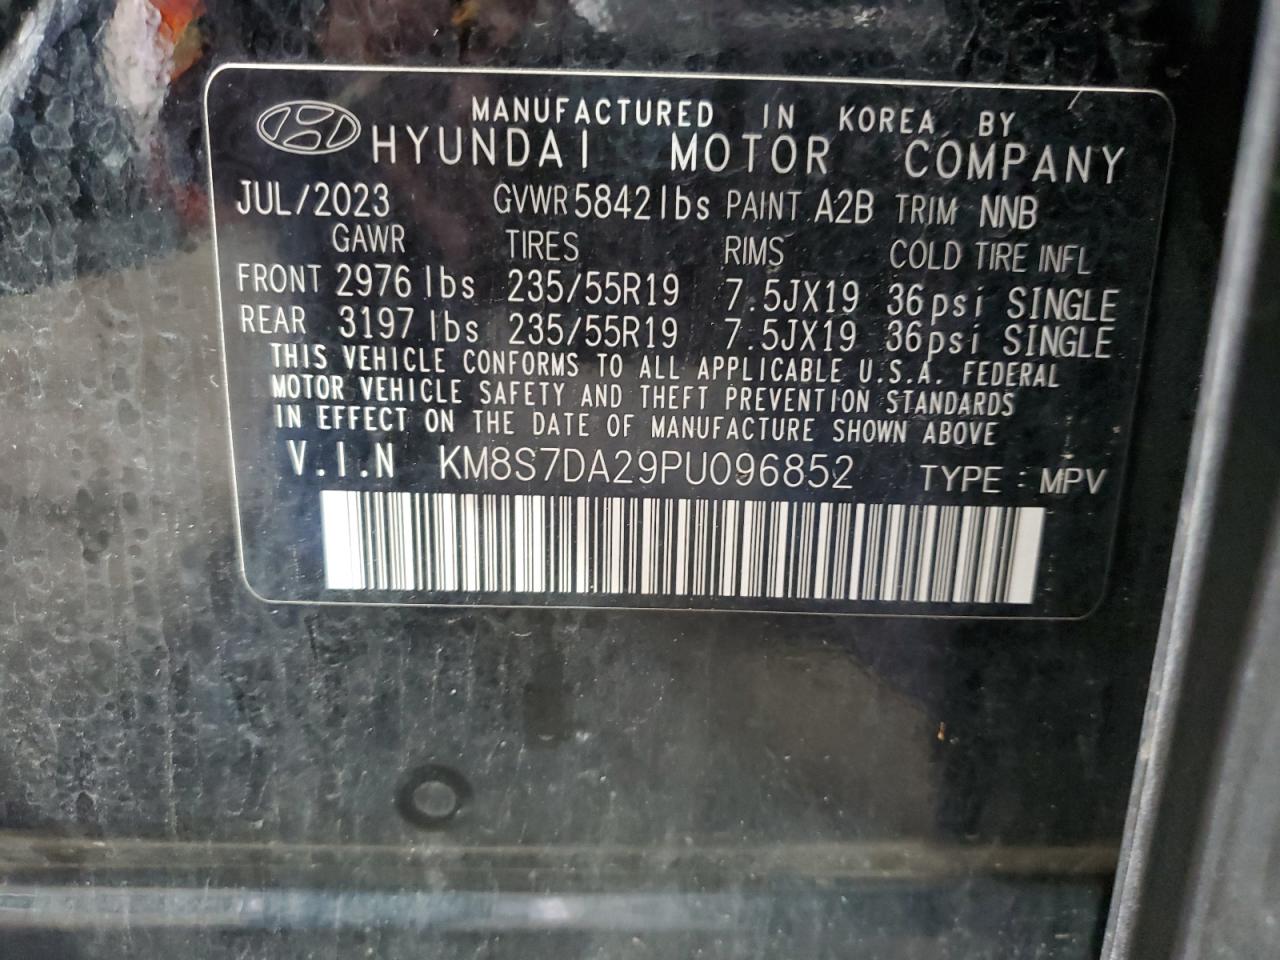 MANUFACTURED IN KOREA BY
HYUNDAI MOTOR COMPANY
JUL/2023 GVWR 5842 lbs PAINT A2B TRIM NNB
GAWR TIRES RIMS COLD TIRE INFL
FRONT 2976 lbs 235/55R19 7.5JX19 36psi SINGLE
REAR 3197 lbs 235/55R19 7.5JX19 36psi SINGLE
THIS VEHICLE CONFORMS TO ALL APPLICABLE U.S.A. FEDERAL
MOTOR VEHICLE SAFETY AND THEFT PREVENTION STANDARDS
IN EFFECT ON THE DATE OF MANUFACTURE SHOWN ABOVE
V.I.N KM8S7DA29PU096852 TYPE : MPV